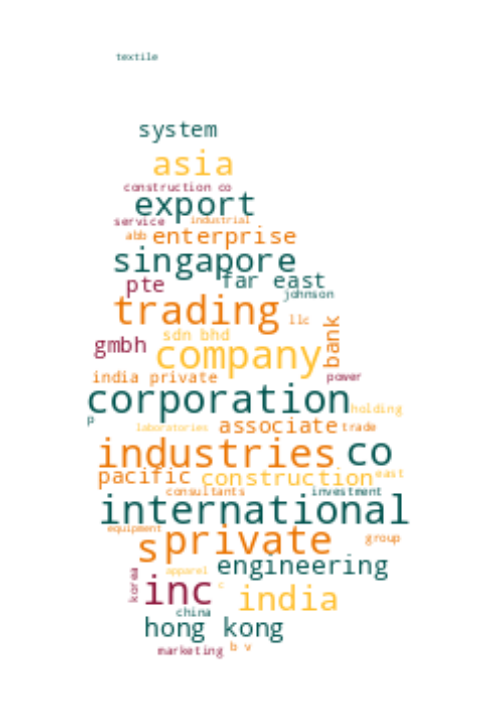 textile
system
asia
construction co
export
service industrial
abb enterprise
singapore
far east
pte
johnson
trading llc
sdn bhd
gmbh company bank
india private power
corporation holding
p laboratories associate trade
industries co
pacific construction east
consultants investment
international
equipment
s private group
engineering
korea apparel
inc c india
china
hong kong
marketing b v